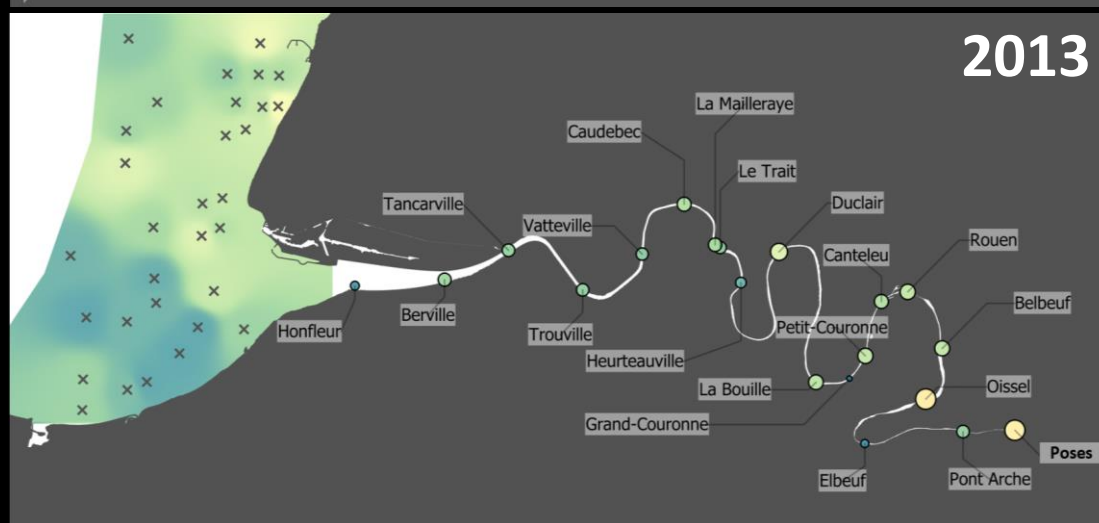 2013
La Mailleraye
Caudebec
Le Trait
Tancarville
Vatteville
Duclair
Canteleu
Rouen
Honfleur
Berville
Trouville
Petit-Couronne
Belbeuf
Heurteauville
La Bouille
Oissel
Grand-Couronne
Poses
Elbeuf
Pont Arche